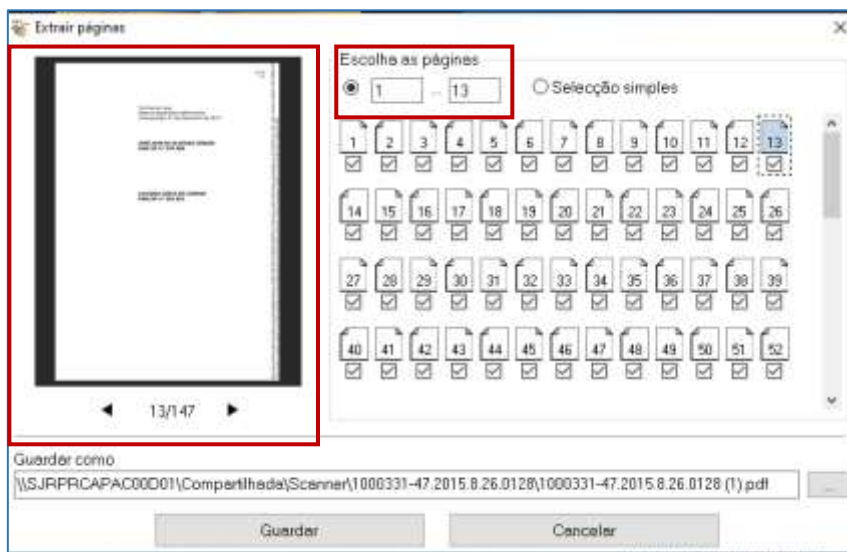 Extrair páginas
Escolha as páginas
1 ... 13 Selecção simples
1 2 3 4 5 6 7 8 9 10 11 12 13
14 15 16 17 18 19 20 21 22 23 24 25 26
27 28 29 30 31 32 33 34 35 36 37 38 39
40 41 42 43 44 45 46 47 48 49 50 51 52
13/147
Guardar como
\\SJRPRCAPAC00D01\Compartilhada\Scanner\1000331-47.2015.8.26.0128\1000331-47.2015.8.26.0128 (1).pdf
...
Guardar Cancelar